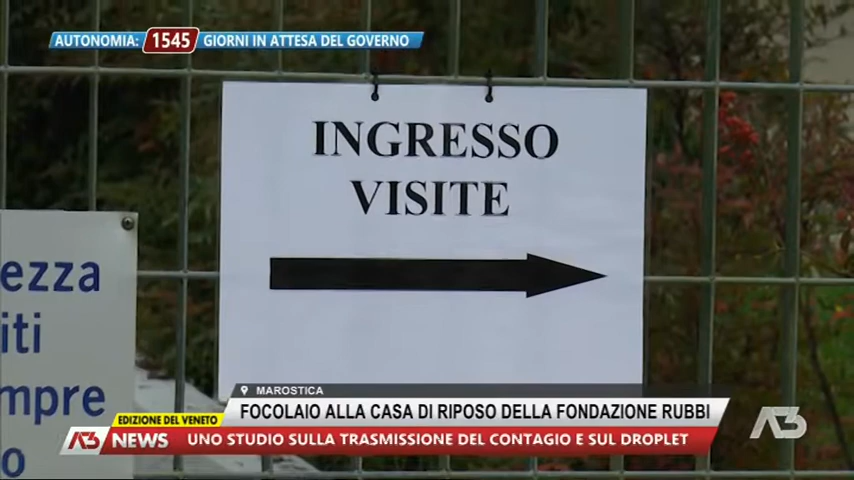 AUTONOMIA: 1545 GIORNI IN ATTESA DEL GOVERNO
INGRESSO
VISITE
ezza
iti
mpre
o
MAROSTICA
FOCOLAIO ALLA CASA DI RIPOSO DELLA FONDAZIONE RUBBI
EDIZIONE DEL VENETO
A3 NEWS UNO STUDIO SULLA TRASMISSIONE DEL CONTAGIO E SUL DROPLET
A3